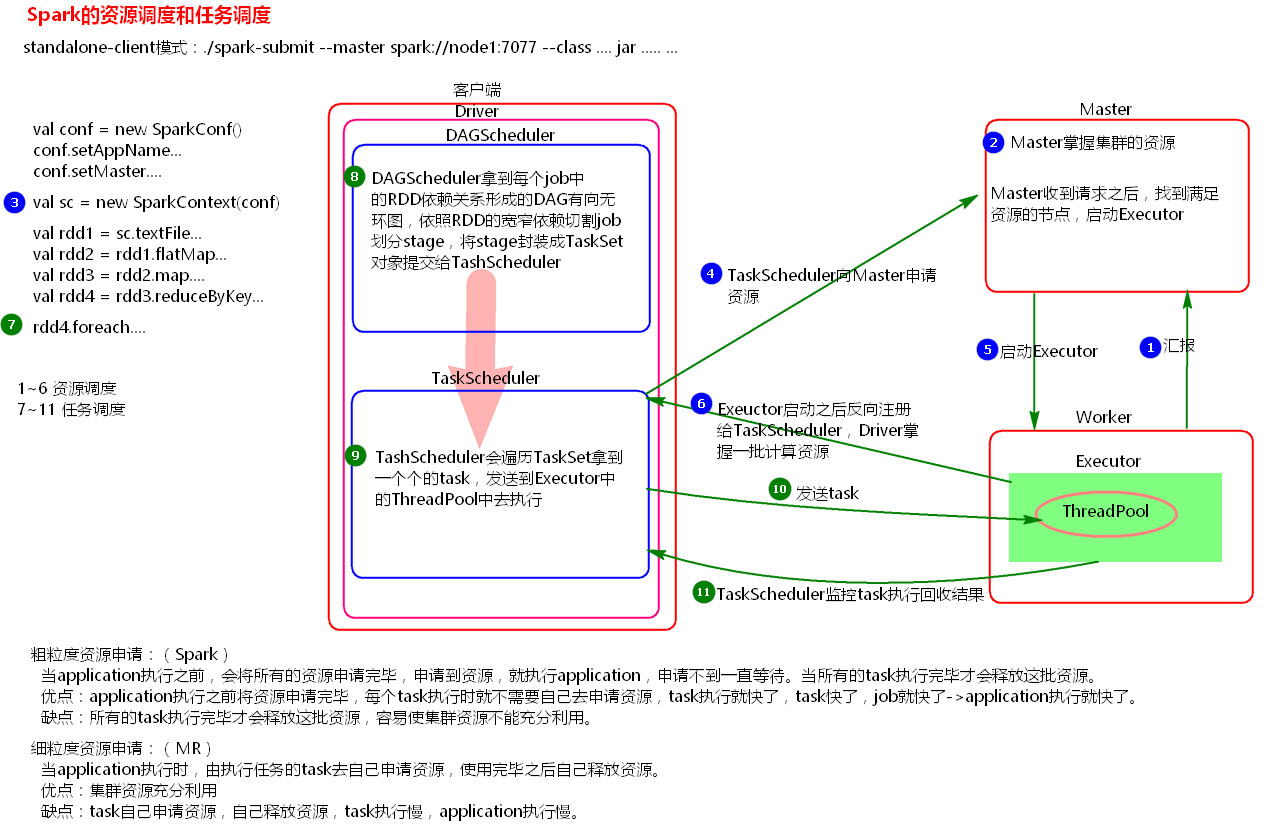 Spark的资源调度和任务调度
standalone-client模式：./spark-submit --master spark://node1:7077 --class .... jar ..... ...
val conf = new SparkConf()
conf.setAppName...
conf.setMaster....
3 val sc = new SparkContext(conf)
val rdd1 = sc.textFile...
val rdd2 = rdd1.flatMap...
val rdd3 = rdd2.map....
val rdd4 = rdd3.reduceByKey...
7 rdd4.foreach....
1~6 资源调度
7~11 任务调度
客户端
Driver
DAGScheduler
8 DAGScheduler拿到每个job中
的RDD依赖关系形成的DAG有向无
环图，依照RDD的宽窄依赖切割job
划分stage，将stage封装成TaskSet
对象提交给TashScheduler
TaskScheduler
9 TashScheduler会遍历TaskSet拿到
一个个的task，发送到Executor中
的ThreadPool中去执行
Master
2 Master掌握集群的资源
Master收到请求之后，找到满足
资源的节点，启动Executor
4 TaskScheduler向Master申请
资源
5 启动Executor
1 汇报
6 Exeuctor启动之后反向注册
给TaskScheduler，Driver掌
握一批计算资源
Worker
Executor
ThreadPool
10 发送task
11 TaskScheduler监控task执行回收结果
粗粒度资源申请：（Spark）
当application执行之前，会将所有的资源申请完毕，申请到资源，就执行application，申请不到一直等待。当所有的task执行完毕才会释放这批资源。
优点：application执行之前将资源申请完毕，每个task执行时就不需要自己去申请资源，task执行就快了，task快了，job就快了->application执行就快了。
缺点：所有的task执行完毕才会释放这批资源，容易使集群资源不能充分利用。
细粒度资源申请：（MR）
当application执行时，由执行任务的task去自己申请资源，使用完毕之后自己释放资源。
优点：集群资源充分利用
缺点：task自己申请资源，自己释放资源，task执行慢，application执行慢。